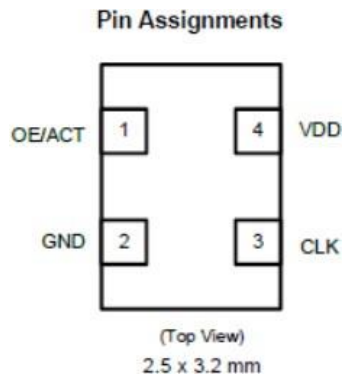 Pin Assignments
OE/ACT 1 4 VDD
GND 2 3 CLK
(Top View)
2.5 x 3.2 mm